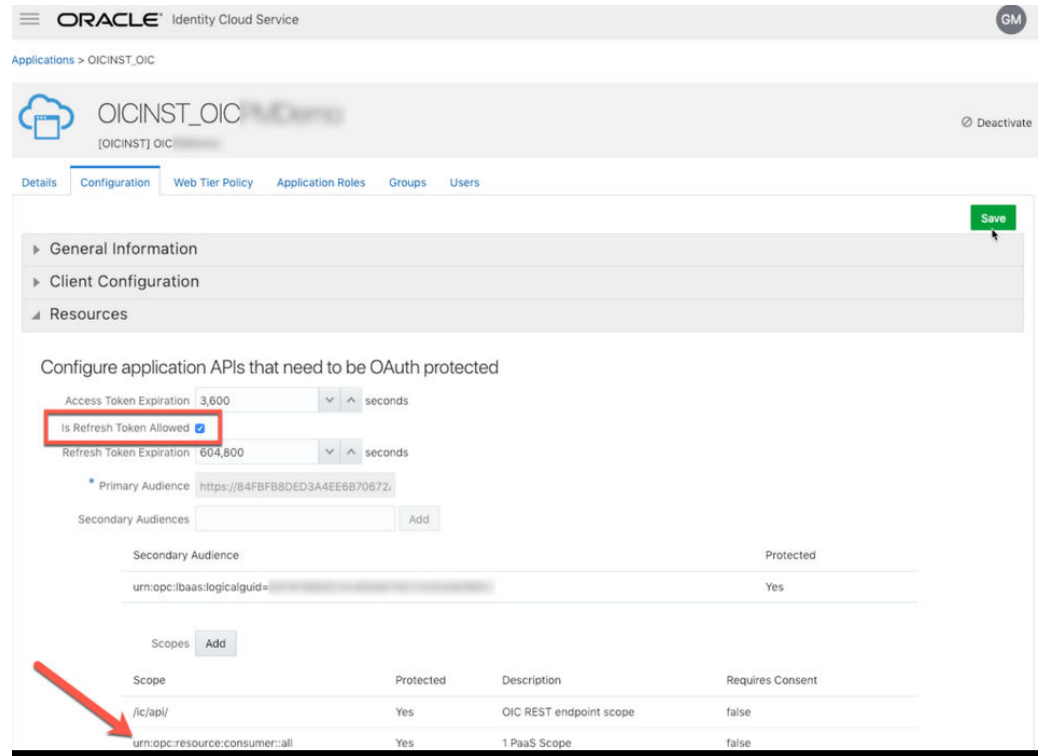 ORACLE® Identity Cloud Service GM
Applications > OICINST_OIC
OICINST_OIC
[OICINST] OIC
Deactivate
Details Configuration Web Tier Policy Application Roles Groups Users
Save
General Information
Client Configuration
Resources
Configure application APIs that need to be OAuth protected
Access Token Expiration 3,600 seconds
Is Refresh Token Allowed
Refresh Token Expiration 604,800 seconds
* Primary Audience https://84FBFB8DED3A4EE6B70672
Secondary Audiences Add
Secondary Audience Protected
urn:opc:lbaas:logicalguid= Yes
Scopes Add
Scope Protected Description Requires Consent
/ic/api/ Yes OIC REST endpoint scope false
urn:opc:resource:consumer::all Yes 1 PaaS Scope false